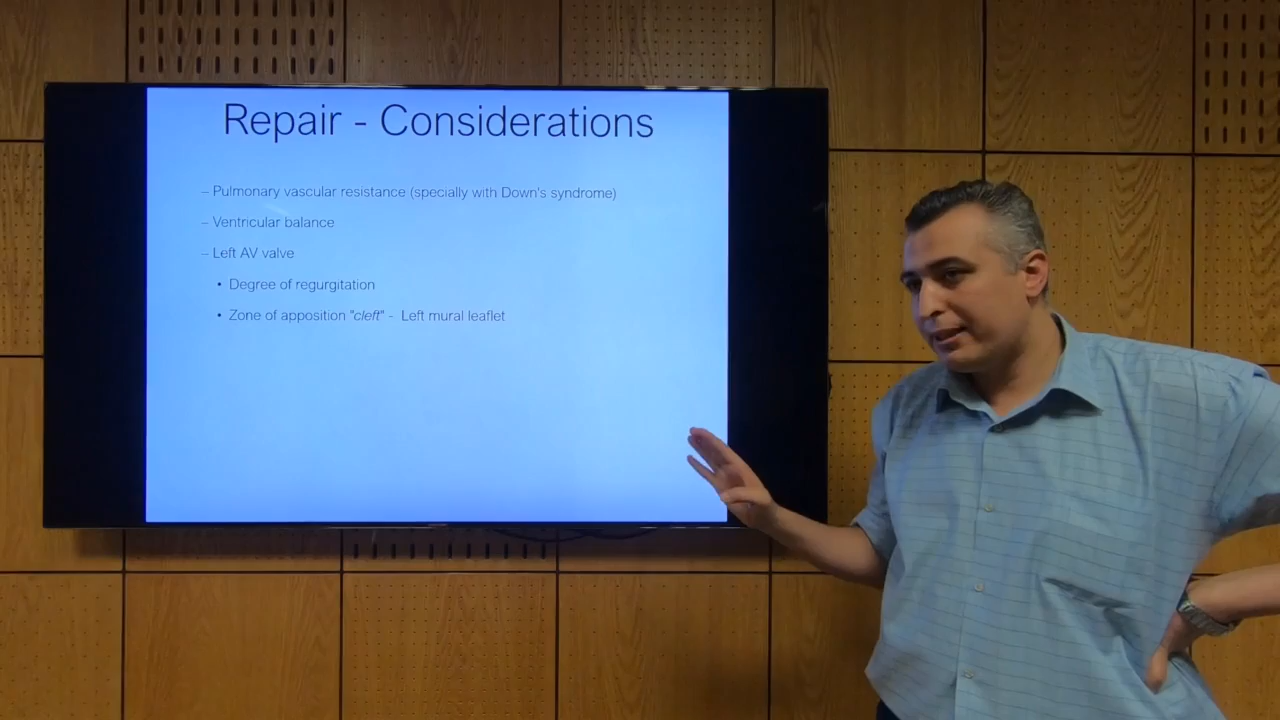 Repair - Considerations
– Pulmonary vascular resistance (specially with Down's syndrome)
– Ventricular balance
– Left AV valve
• Degree of regurgitation
• Zone of apposition "cleft" - Left mural leaflet